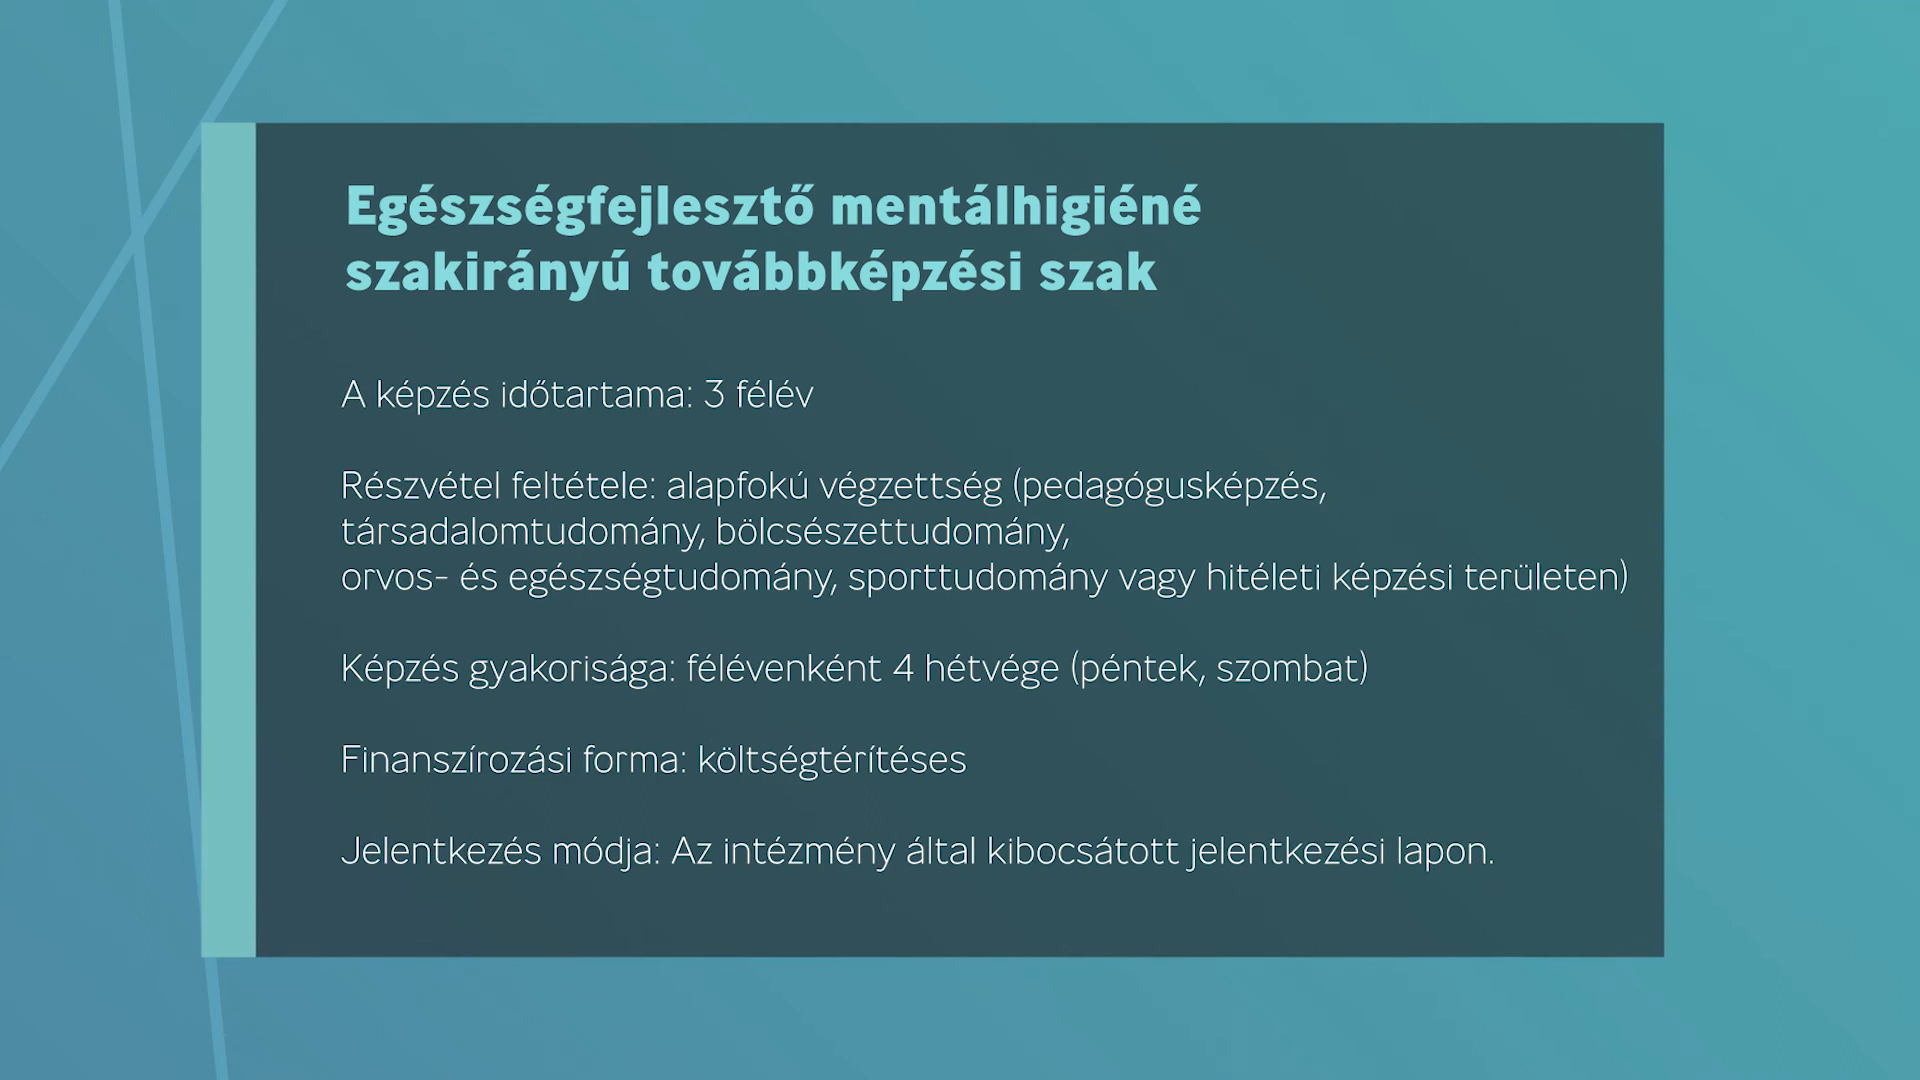 Egészségfejlesztő mentálhigiéné
szakirányú továbbképzési szak
A képzés időtartama: 3 félév
Részvétel feltétele: alapfokú végzettség (pedagógusképzés,
társadalomtudomány, bölcsészettudomány,
orvos- és egészségtudomány, sporttudomány vagy hitéleti képzési területen)
Képzés gyakorisága: félévenként 4 hétvége (péntek, szombat)
Finanszírozási forma: költségtérítéses
Jelentkezés módja: Az intézmény által kibocsátott jelentkezési lapon.